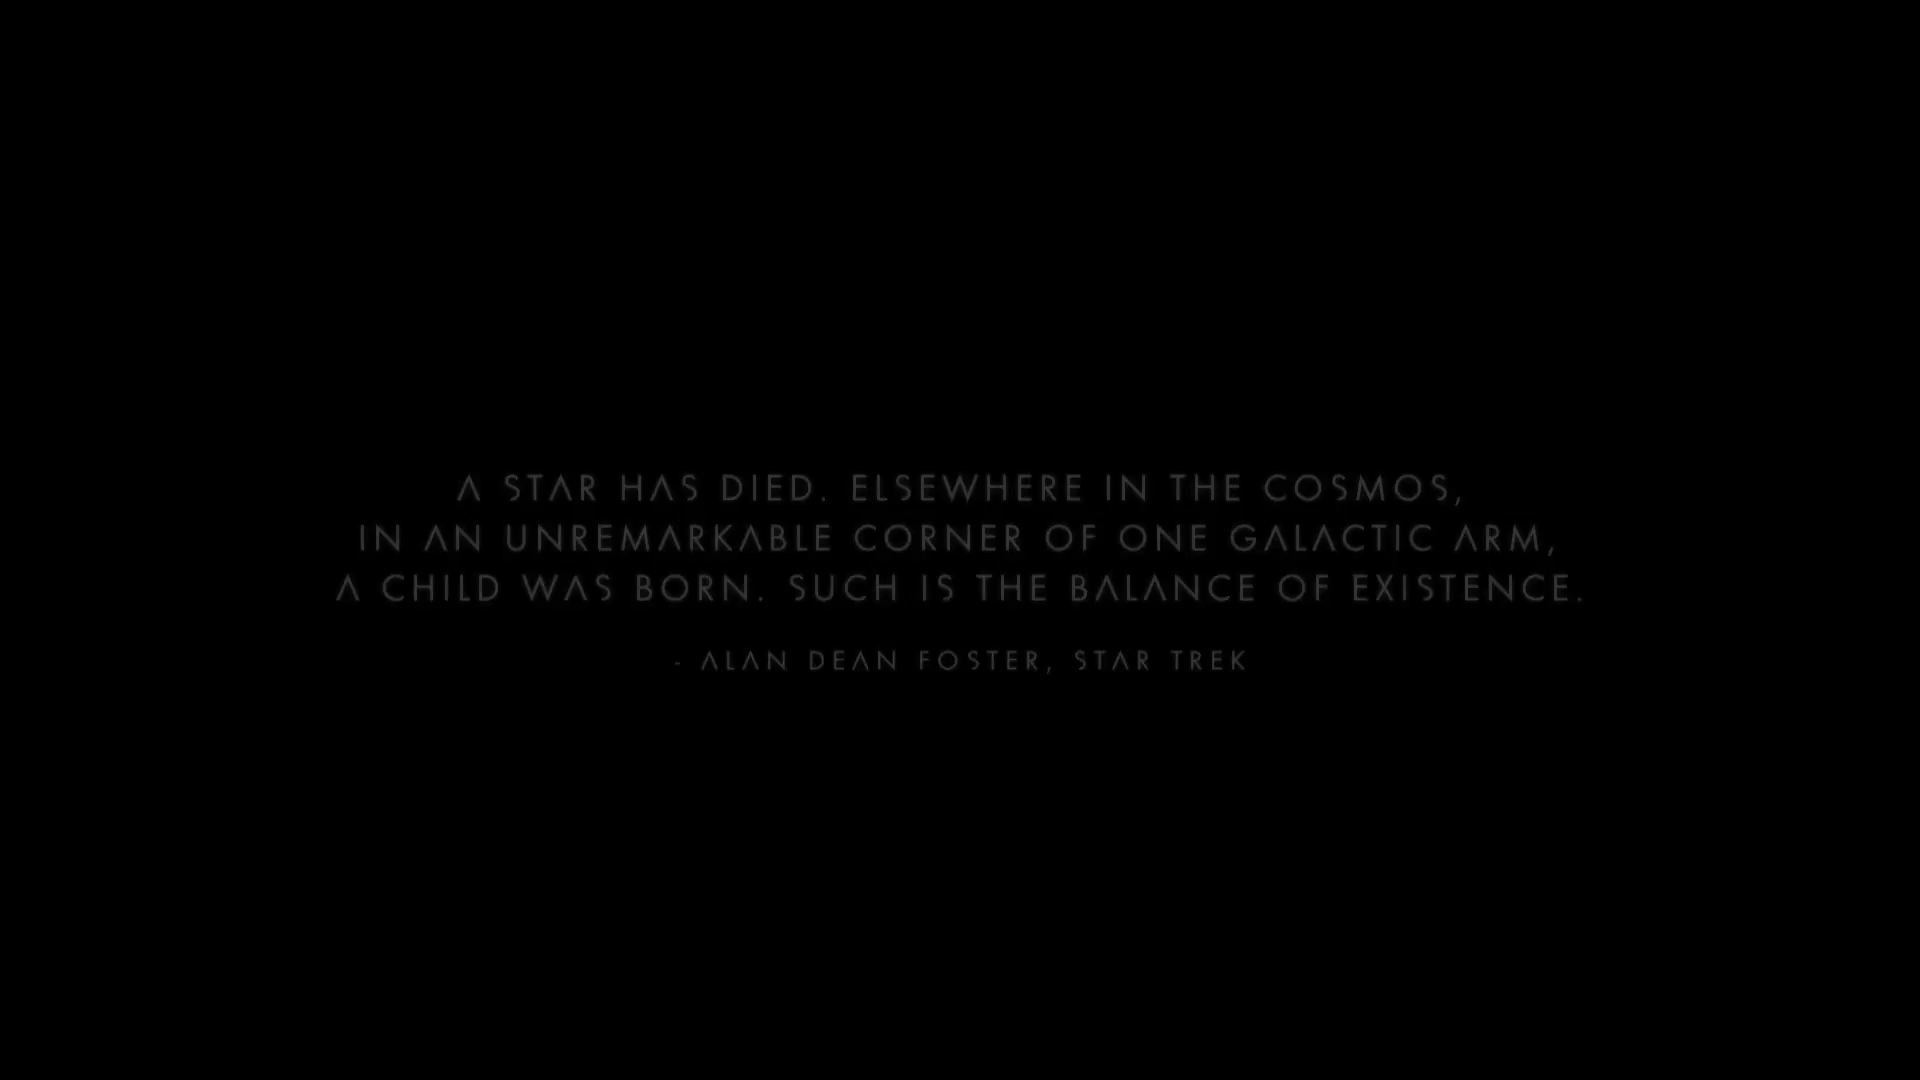 A STAR HAS DIED. ELSEWHERE IN THE COSMOS,
IN AN UNREMARKABLE CORNER OF ONE GALACTIC ARM,
A CHILD WAS BORN. SUCH IS THE BALANCE OF EXISTENCE.
- ALAN DEAN FOSTER, STAR TREK